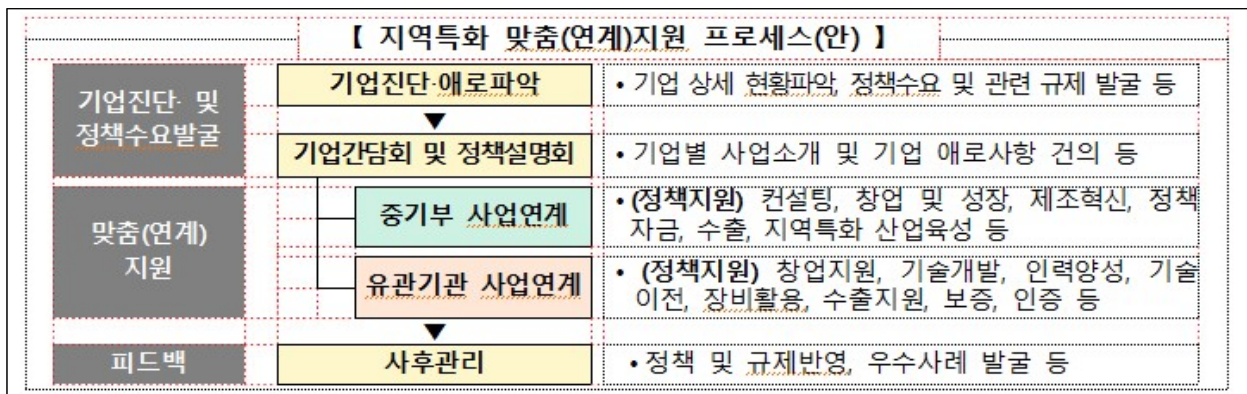 【 지역특화 맞춤(연계)지원 프로세스(안) 】
기업진단· 및
정책수요발굴
기업진단·애로파악
• 기업 상세 현황파악, 정책수요 및 관련 규제 발굴 등
▼
기업간담회 및 정책설명회
• 기업별 사업소개 및 기업 애로사항 건의 등
맞춤(연계)
지원
중기부 사업연계
• (정책지원) 컨설팅, 창업 및 성장, 제조혁신, 정책
자금, 수출, 지역특화 산업육성 등
유관기관 사업연계
• (정책지원) 창업지원, 기술개발, 인력양성, 기술
이전, 장비활용, 수출지원, 보증, 인증 등
▼
피드백
사후관리
• 정책 및 규제반영, 우수사례 발굴 등